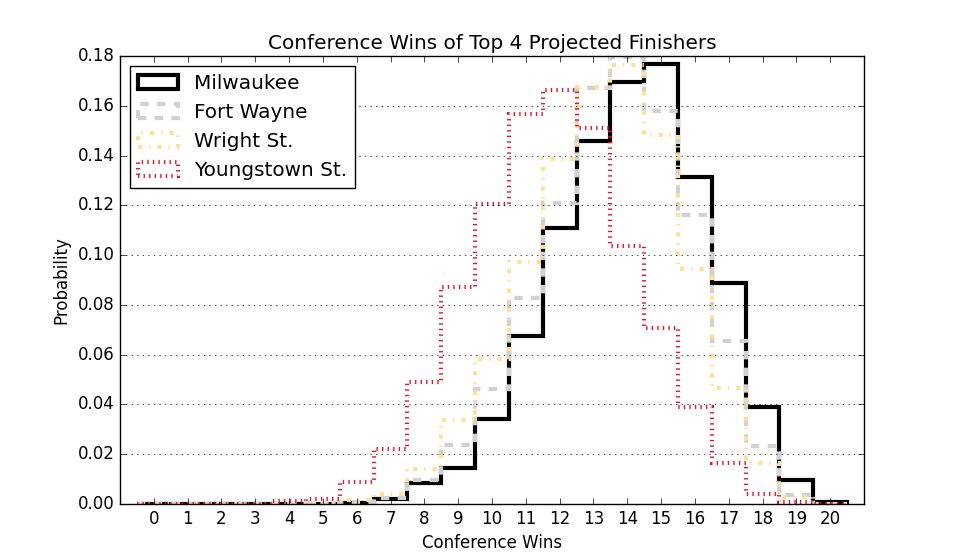 Conference Wins of Top 4 Projected Finishers
Milwaukee
Fort Wayne
Wright St.
Youngstown St.
Probability
0.18
0.16
0.14
0.12
0.10
0.08
0.06
0.04
0.02
0.00
0 1 2 3 4 5 6 7 8 9 10 11 12 13 14 15 16 17 18 19 20
Conference Wins